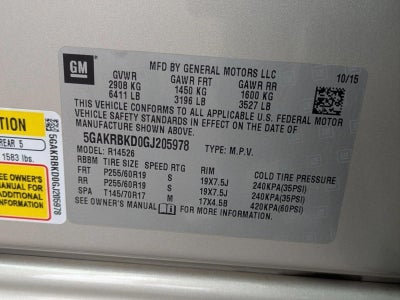 GM
MFD BY GENERAL MOTORS LLC
10/15
GVWR GAWR FRT GAWR RR
2908 KG 1450 KG 1600 KG
6411 LB 3196 LB 3527 LB
THIS VEHICLE CONFORMS TO ALL APPLICABLE U.S. FEDERAL MOTOR
VEHICLE SAFETY AND THEFT PREVENTION STANDARDS IN EFFECT ON THE DATE OF
MANUFACTURE SHOWN ABOVE.
5GAKRBKD0GJ205978 TYPE: M.P.V.
MODEL: R14526
RBBM TIRE SIZE SPEED RTG RIM COLD TIRE PRESSURE
FRT P255/60R19 S 19X7.5J 240KPA(35PSI)
RR P255/60R19 S 19X7.5J 240KPA(35PSI)
SPA T145/70R17 M 17X4.5B 420KPA(60PSI)
SEE OWNER'S MANUAL FOR MORE INFORMATION
TION
REAR 5
1583 lbs.
SEE OWNER'S
MANUAL FOR
ADDITIONAL
INFORMATION
5GAKRBKD0GJ205978